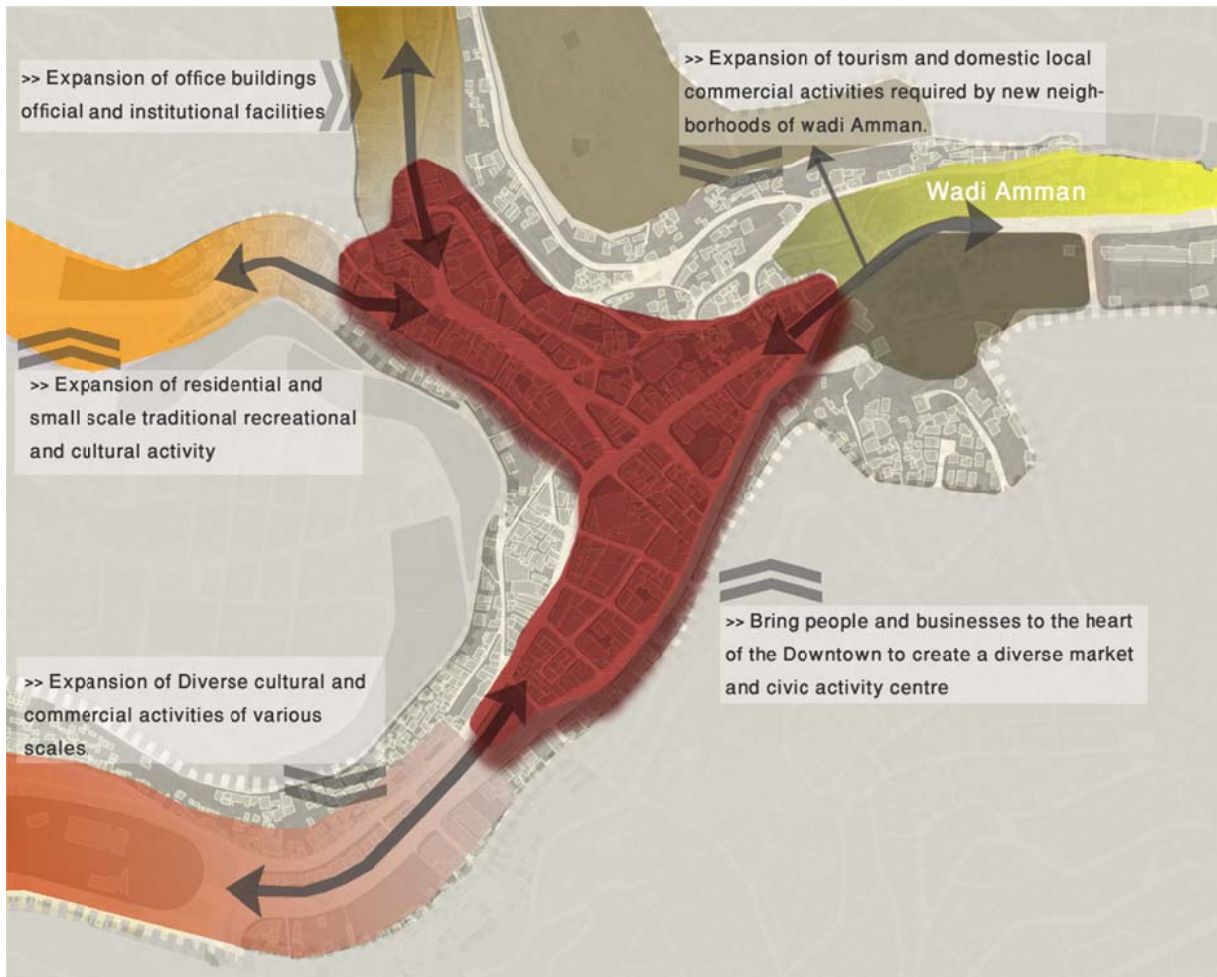 >> Expansion of office buildings
official and institutional facilities
>> Expansion of tourism and domestic local
commercial activities required by new neigh-
borhoods of wadi Amman.
Wadi Amman
>> Expansion of residential and
small scale traditional recreational
and cultural activity
>> Bring people and businesses to the heart
of the Downtown to create a diverse market
and civic activity centre
>> Expansion of Diverse cultural and
commercial activities of various
scales.